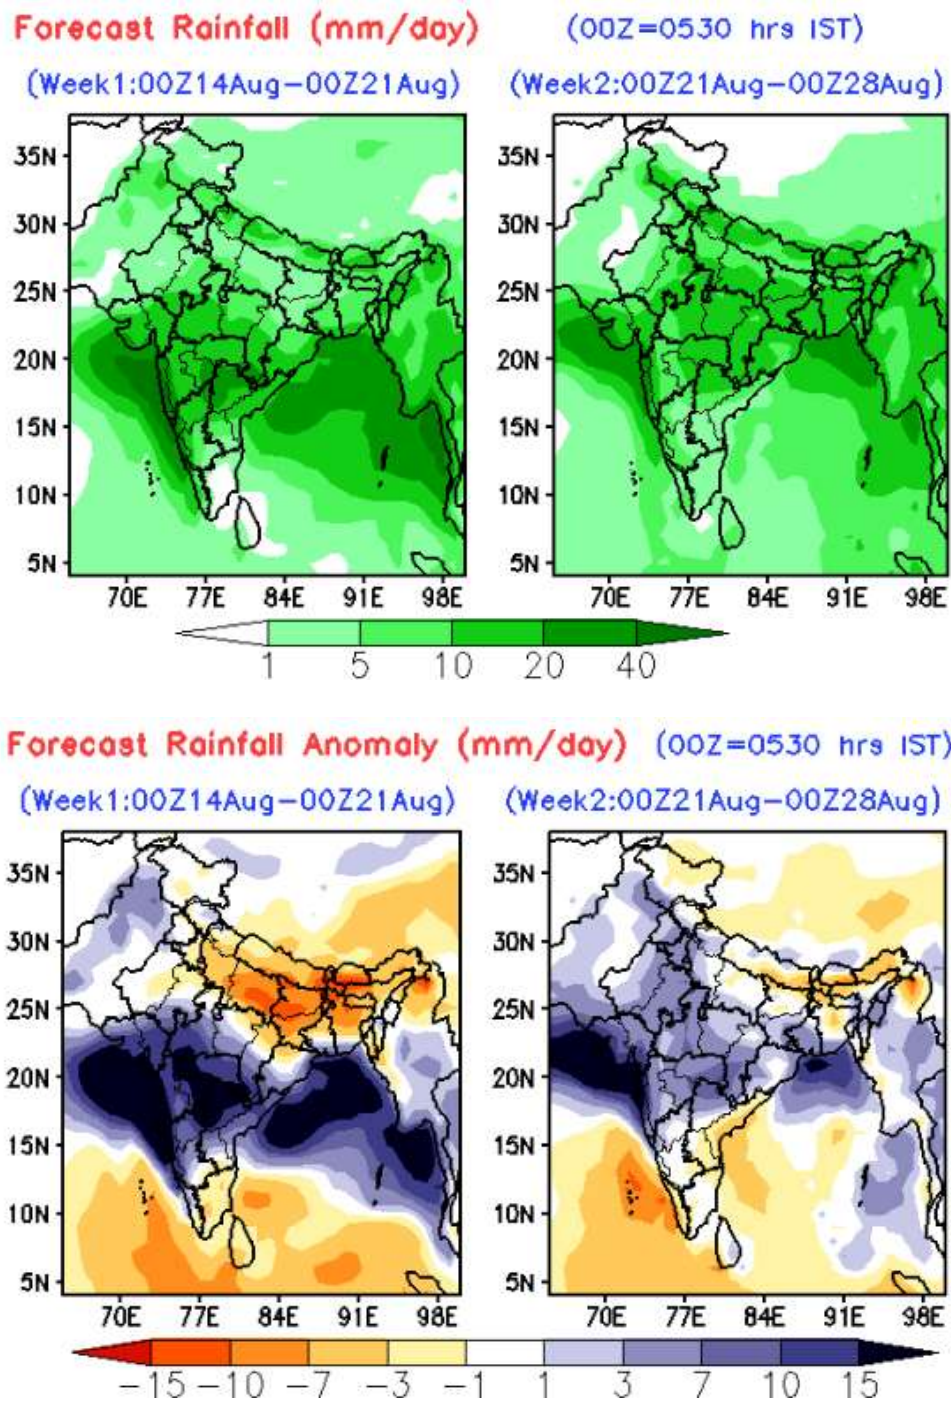 Forecast Rainfall (mm/day) (00Z=0530 hrs IST)
(Week1:00Z14Aug-00Z21Aug) (Week2:00Z21Aug-00Z28Aug)
35N 35N
30N 30N
25N 25N
20N 20N
15N 15N
10N 10N
5N 5N
70E 77E 84E 91E 98E 70E 77E 84E 91E 98E
1 5 10 20 40
Forecast Rainfall Anomaly (mm/day) (00Z=0530 hrs IST)
(Week1:00Z14Aug-00Z21Aug) (Week2:00Z21Aug-00Z28Aug)
35N 35N
30N 30N
25N 25N
20N 20N
15N 15N
10N 10N
5N 5N
70E 77E 84E 91E 98E 70E 77E 84E 91E 98E
-15 -10 -7 -3 -1 1 3 7 10 15